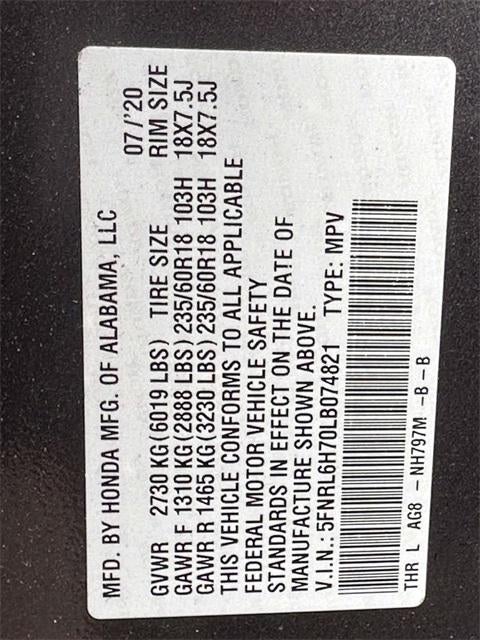 MFD. BY HONDA MFG. OF ALABAMA, LLC 07/'20
GVWR 2730 KG(6019 LBS) TIRE SIZE RIM SIZE
GAWR F 1310 KG(2888 LBS)235/60R18 103H 18X7.5J
GAWR R 1465 KG(3230 LBS)235/60R18 103H 18X7.5J
THIS VEHICLE CONFORMS TO ALL APPLICABLE
FEDERAL MOTOR VEHICLE SAFETY
STANDARDS IN EFFECT ON THE DATE OF
MANUFACTURE SHOWN ABOVE.
V.I.N.: 5FNRL6H70LB074821 TYPE: MPV
THR L AG8 - NH797M -B -B